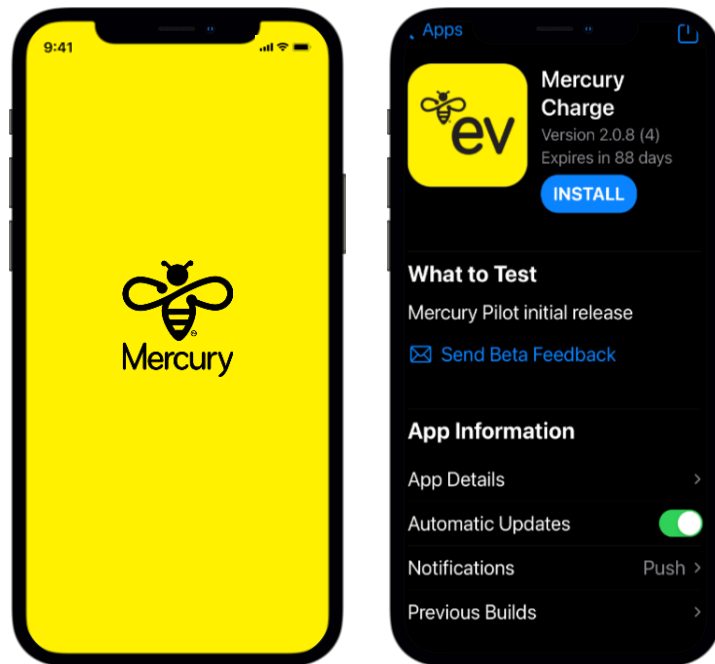 9:41
Mercury
Apps
ev
Mercury
Charge
Version 2.0.8 (4)
Expires in 88 days
INSTALL
What to Test
Mercury Pilot initial release
Send Beta Feedback
App Information
App Details
Automatic Updates
Notifications Push
Previous Builds